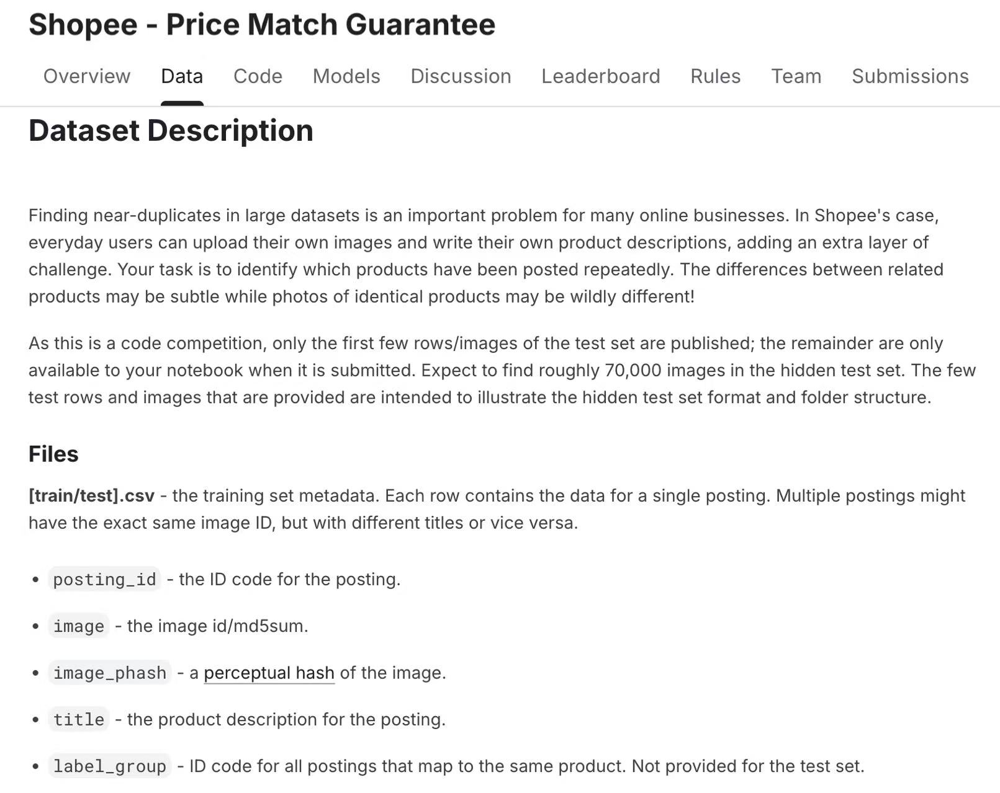 Shopee - Price Match Guarantee
Overview Data Code Models Discussion Leaderboard Rules Team Submissions
Dataset Description
Finding near-duplicates in large datasets is an important problem for many online businesses. In Shopee's case,
everyday users can upload their own images and write their own product descriptions, adding an extra layer of
challenge. Your task is to identify which products have been posted repeatedly. The differences between related
products may be subtle while photos of identical products may be wildly different!
As this is a code competition, only the first few rows/images of the test set are published; the remainder are only
available to your notebook when it is submitted. Expect to find roughly 70,000 images in the hidden test set. The few
test rows and images that are provided are intended to illustrate the hidden test set format and folder structure.
Files
[train/test].csv - the training set metadata. Each row contains the data for a single posting. Multiple postings might
have the exact same image ID, but with different titles or vice versa.
• posting_id - the ID code for the posting.
• image - the image id/md5sum.
• image_phash - a perceptual hash of the image.
• title - the product description for the posting.
• label_group - ID code for all postings that map to the same product. Not provided for the test set.